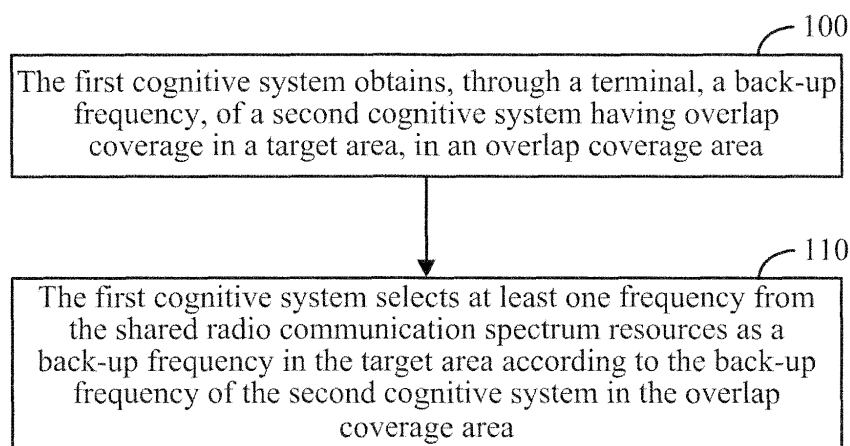 100
The first cognitive system obtains, through a terminal, a back-up
frequency, of a second cognitive system having overlap
coverage in a target area, in an overlap coverage area
110
The first cognitive system selects at least one frequency from
the shared radio communication spectrum resources as a
back-up frequency in the target area according to the back-up
frequency of the second cognitive system in the overlap
coverage area